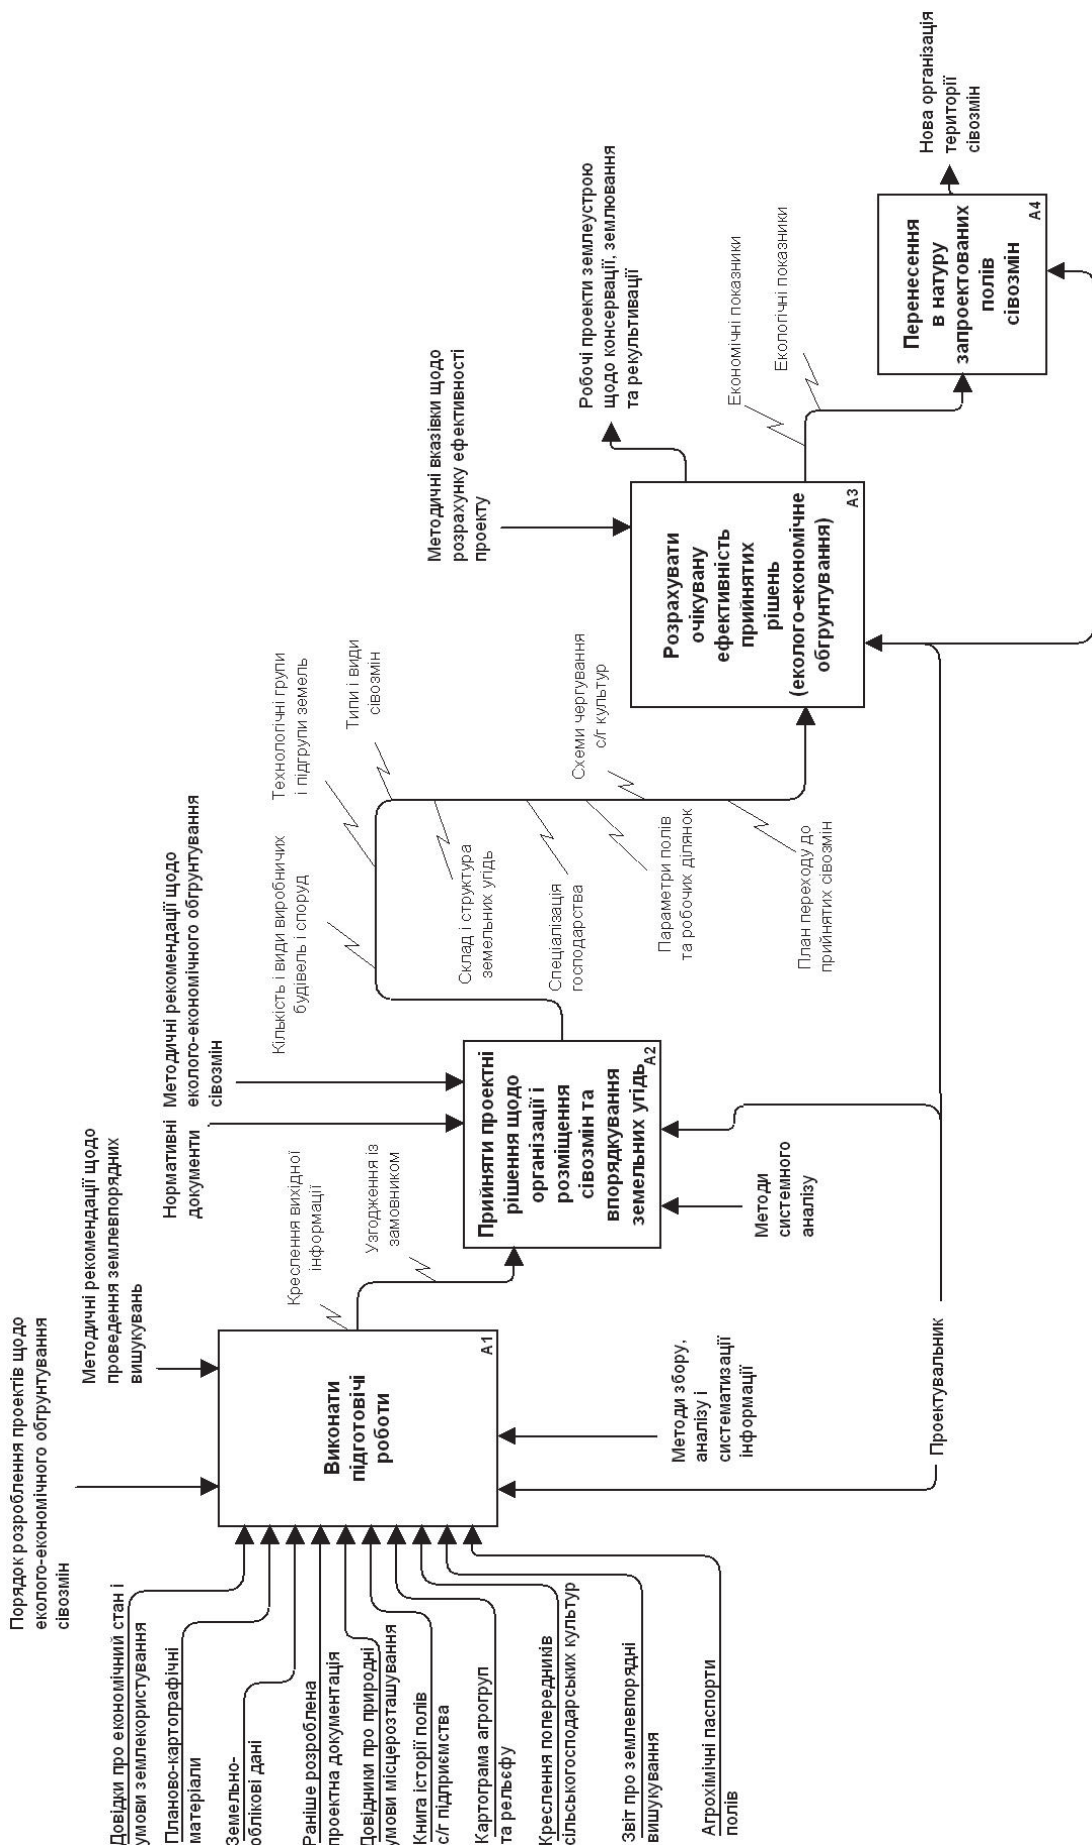 Порядок розроблення проектів щодо
еколого-економічного обгрунтування
сівозмін
Методичні рекомендації щодо
проведення землевпорядних
вишукувань
Довідки про економічний стан і
умови землекористування
Планово-картографічні
матеріали
Земельно-
облікові дані
Раніше розроблена
проектна документація
Довідники про природні
умови місцерозташування
Книга історії полів
с/г підприємства
Картограма агрогруп
та рельєфу
Креслення попередників
сільськогосподарських культур
Звіт про землевпорядні
вишукування
Агрохімічні паспорти
полів
Виконати
підготовчі
роботи
A1
Методи збору,
аналізу і
систематизації
інформації
Проектувальник
Креслення вихідної
інформації
Узгодження із
замовником
Нормативні
документи
Методичні рекомендації щодо
еколого-економічного обгрунтування
сівозмін
Прийняти проектні
рішення щодо
організації і
розміщення
сівозмін та
впорядкування
земельних угідь
A2
Методи
системного
аналізу
Кількість і види виробничих
будівель і споруд
Технологічні групи
і підгрупи земель
Типи і види
сівозмін
Склад і структура
земельних угідь
Спеціалізація
господарства
Схеми чергування
с/г культур
Параметри полів
та робочих ділянок
План переходу до
прийнятих сівозмін
Методичні вказівки щодо
розрахунку ефективності
проекту
Розрахувати
очікувану
ефективність
прийнятих
рішень
(еколого-економічне
обгрунтування)
A3
Робочі проекти землеустрою
щодо консервації, землювання
та рекультивації
Економічні показники
Екологічні показники
Перенесення
в натуру
запроектованих
полів
сівозмін
A4
Нова організація
території
сівозмін